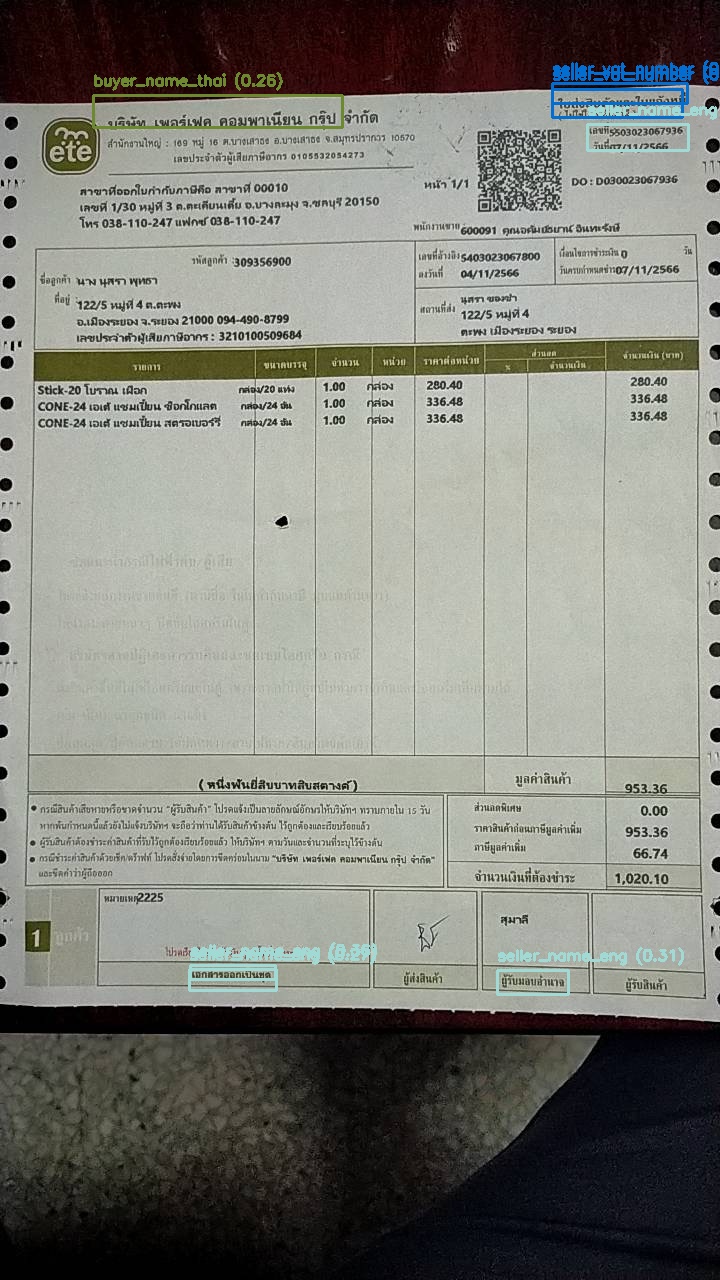 buyer_name_thai (0.26)
seller_vat_number (0
seller_name_eng
ete
บริษัท เพอร์เฟค คอมพาเนียน กรุ๊ป จำกัด
สำนักงานใหญ่ : 169 หมู่ 16 ต.บางเสาธง อ.บางเสาธง จ.สมุทรปราการ 10570
เลขประจำตัวผู้เสียภาษีอากร 0105532054273
เลขที่ 5503023067936
วันที่ 07/11/2566
สาขาที่ออกใบกำกับภาษีคือ สาขาที่ 00010
หน้า 1/1
DO : D030023067936
เลขที่ 1/30 หมู่ที่ 3 ต.ตะเคียนเตี้ย อ.บางละมุง จ.ชลบุรี 20150
โทร 038-110-247 แฟกซ์ 038-110-247
พนักงานขาย 600091
รหัสลูกค้า 309356900
เลขที่อ้างอิง 5403023067800
เงื่อนไขการชำระเงิน 0 วัน
ลงวันที่ 04/11/2566
วันครบกำหนดชำระ 07/11/2566
ชื่อลูกค้า นาง นุสรา พุทธา
ที่อยู่ 122/5 หมู่ที่ 4 ต.ตะพง
อ.เมืองระยอง จ.ระยอง 21000 094-490-8799
เลขประจำตัวผู้เสียภาษีอากร : 3210100509684
สถานที่ส่ง นุสรา ของชำ
122/5 หมู่ที่ 4
ตะพง เมืองระยอง ระยอง
รายการ ขนาดบรรจุ จำนวน หน่วย ราคาต่อหน่วย ส่วนลด จำนวนเงิน (บาท)
% จำนวนเงิน
Stick-20 โบราณ เผือก กล่อง/20 แท่ง 1.00 กล่อง 280.40 280.40
CONE-24 เอเต้ แชมเปี้ยน ช็อกโกแลต กล่อง/24 อัน 1.00 กล่อง 336.48 336.48
CONE-24 เอเต้ แชมเปี้ยน สตรอเบอร์รี่ กล่อง/24 อัน 1.00 กล่อง 336.48 336.48
( หนึ่งพันยี่สิบบาทสิบสตางค์ )
มูลค่าสินค้า 953.36
ส่วนลดพิเศษ 0.00
ราคาสินค้าก่อนภาษีมูลค่าเพิ่ม 953.36
ภาษีมูลค่าเพิ่ม 66.74
จำนวนเงินที่ต้องชำระ 1,020.10
กรณีสินค้าเสียหายหรือขาดจำนวน "ผู้รับสินค้า" โปรดแจ้งเป็นลายลักษณ์อักษรให้บริษัทฯ ทราบภายใน 15 วัน
หากพ้นกำหนดนี้แล้วยังไม่แจ้งบริษัทฯ จะถือว่าท่านได้รับสินค้าข้างต้น ไว้ถูกต้องและเรียบร้อยแล้ว
ผู้รับสินค้าต้องชำระค่าสินค้าที่รับไว้ถูกต้องเรียบร้อยแล้ว ให้บริษัทฯ ตามวันและจำนวนที่ระบุไว้ข้างต้น
กรณีชำระค่าสินค้าด้วยเช็ค/ดร๊าฟท์ โปรดสั่งจ่ายโดยการขีดคร่อมในนาม "บริษัท เพอร์เฟค คอมพาเนียน กรุ๊ป จำกัด"
และขีดคำว่าผู้ถือออก
1 ลูกค้า
หมายเหตุ 2225
สุมาลี
seller_name_eng
seller_name_eng (0.31)
เอกสารออกเป็นชุด
ผู้ส่งสินค้า
ผู้รับมอบอำนาจ
ผู้รับสินค้า